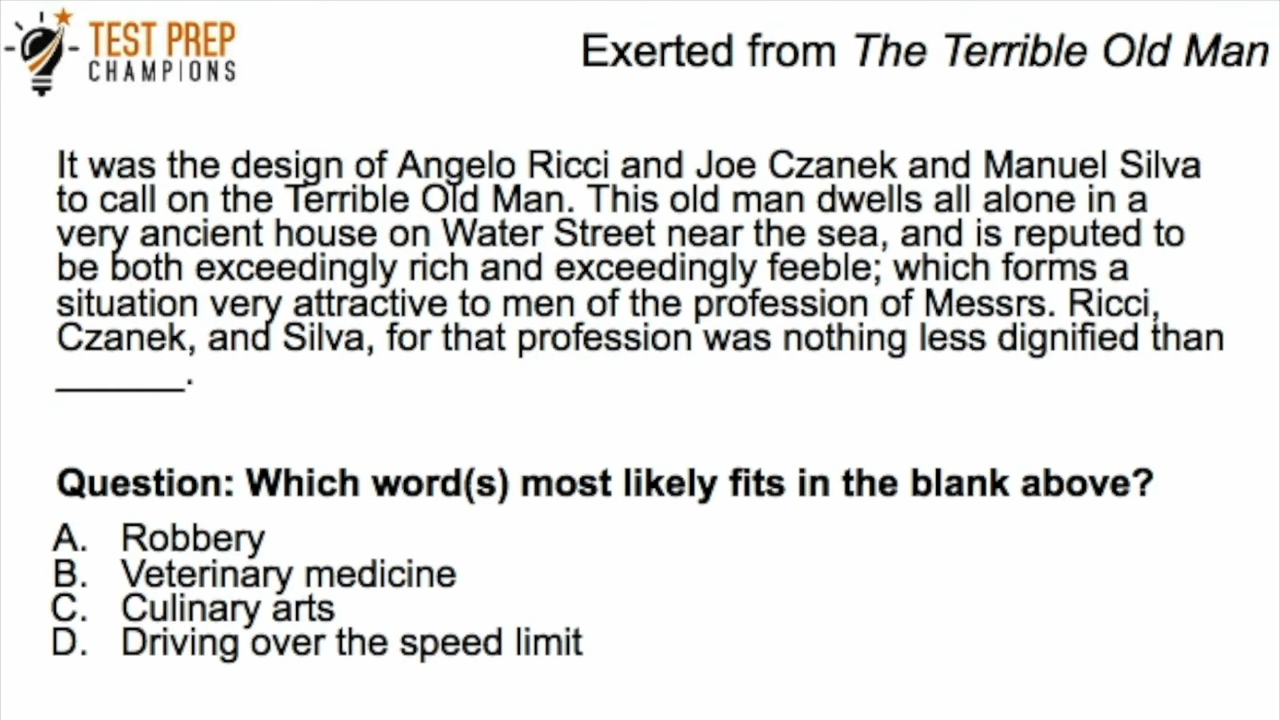 TEST PREP
CHAMPIONS
Exerted from The Terrible Old Man
It was the design of Angelo Ricci and Joe Czanek and Manuel Silva
to call on the Terrible Old Man. This old man dwells all alone in a
very ancient house on Water Street near the sea, and is reputed to
be both exceedingly rich and exceedingly feeble; which forms a
situation very attractive to men of the profession of Messrs. Ricci,
Czanek, and Silva, for that profession was nothing less dignified than
______.
Question: Which word(s) most likely fits in the blank above?
A. Robbery
B. Veterinary medicine
C. Culinary arts
D. Driving over the speed limit